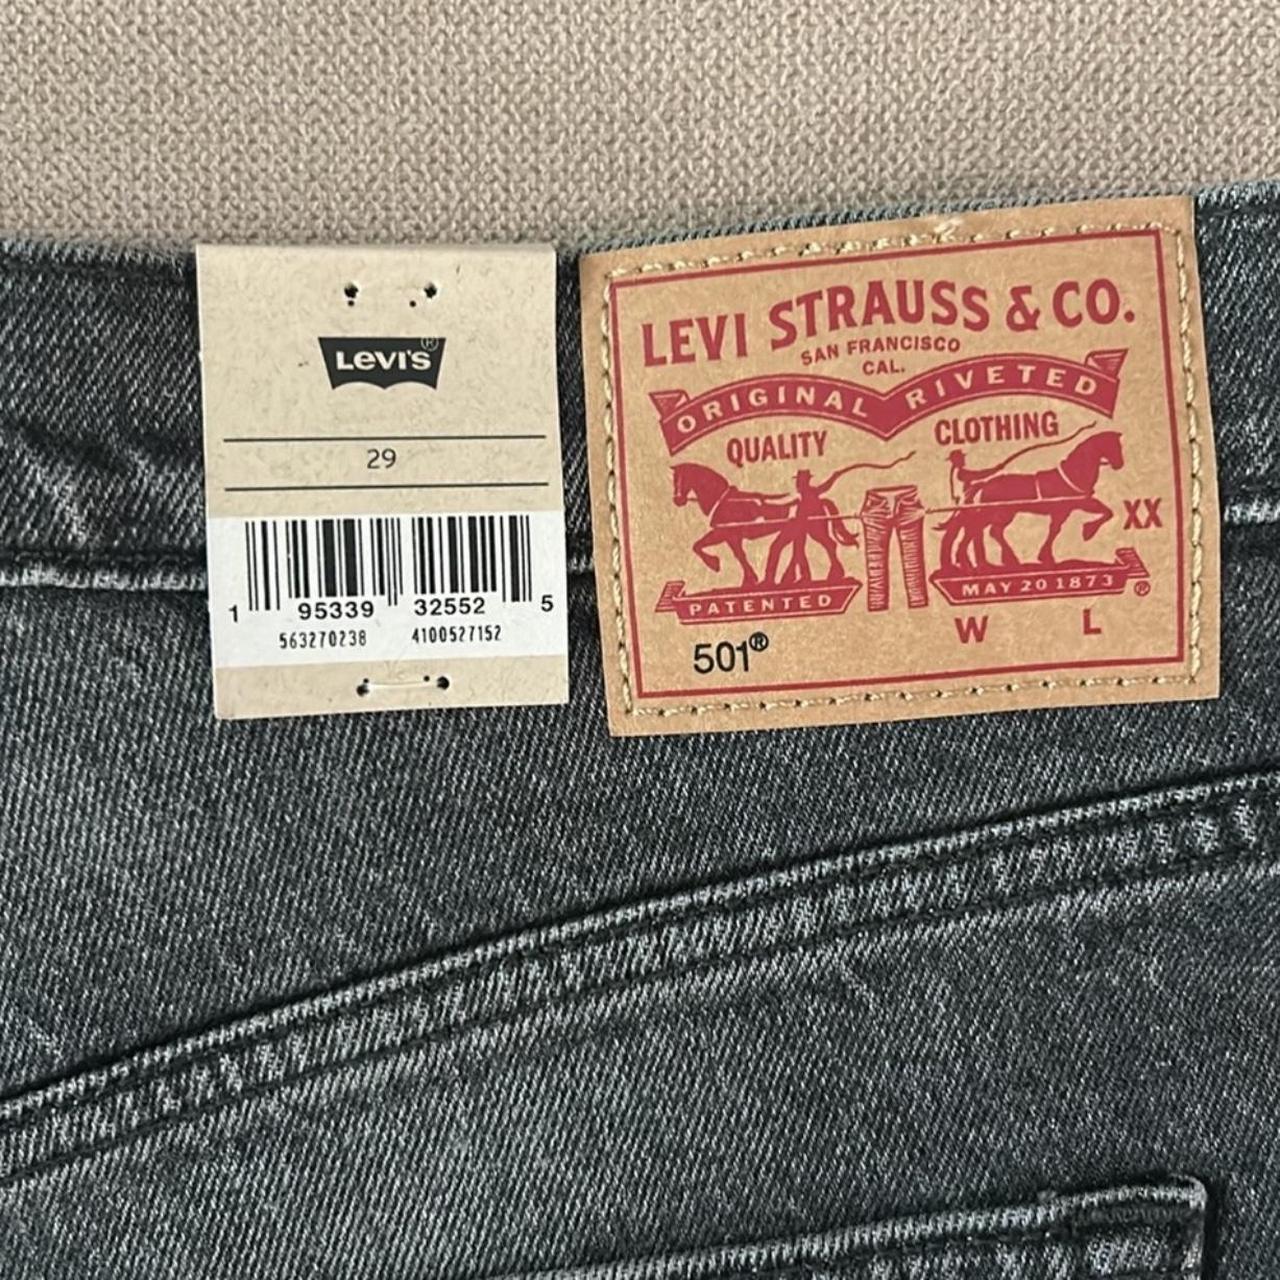 LEVI'S®
29
1 95339 32552 5
563270238 4100527152
LEVI STRAUSS & CO.
SAN FRANCISCO
CAL.
ORIGINAL RIVETED
QUALITY CLOTHING
XX
PATENTED MAY 20 1873 ®
W L
501®